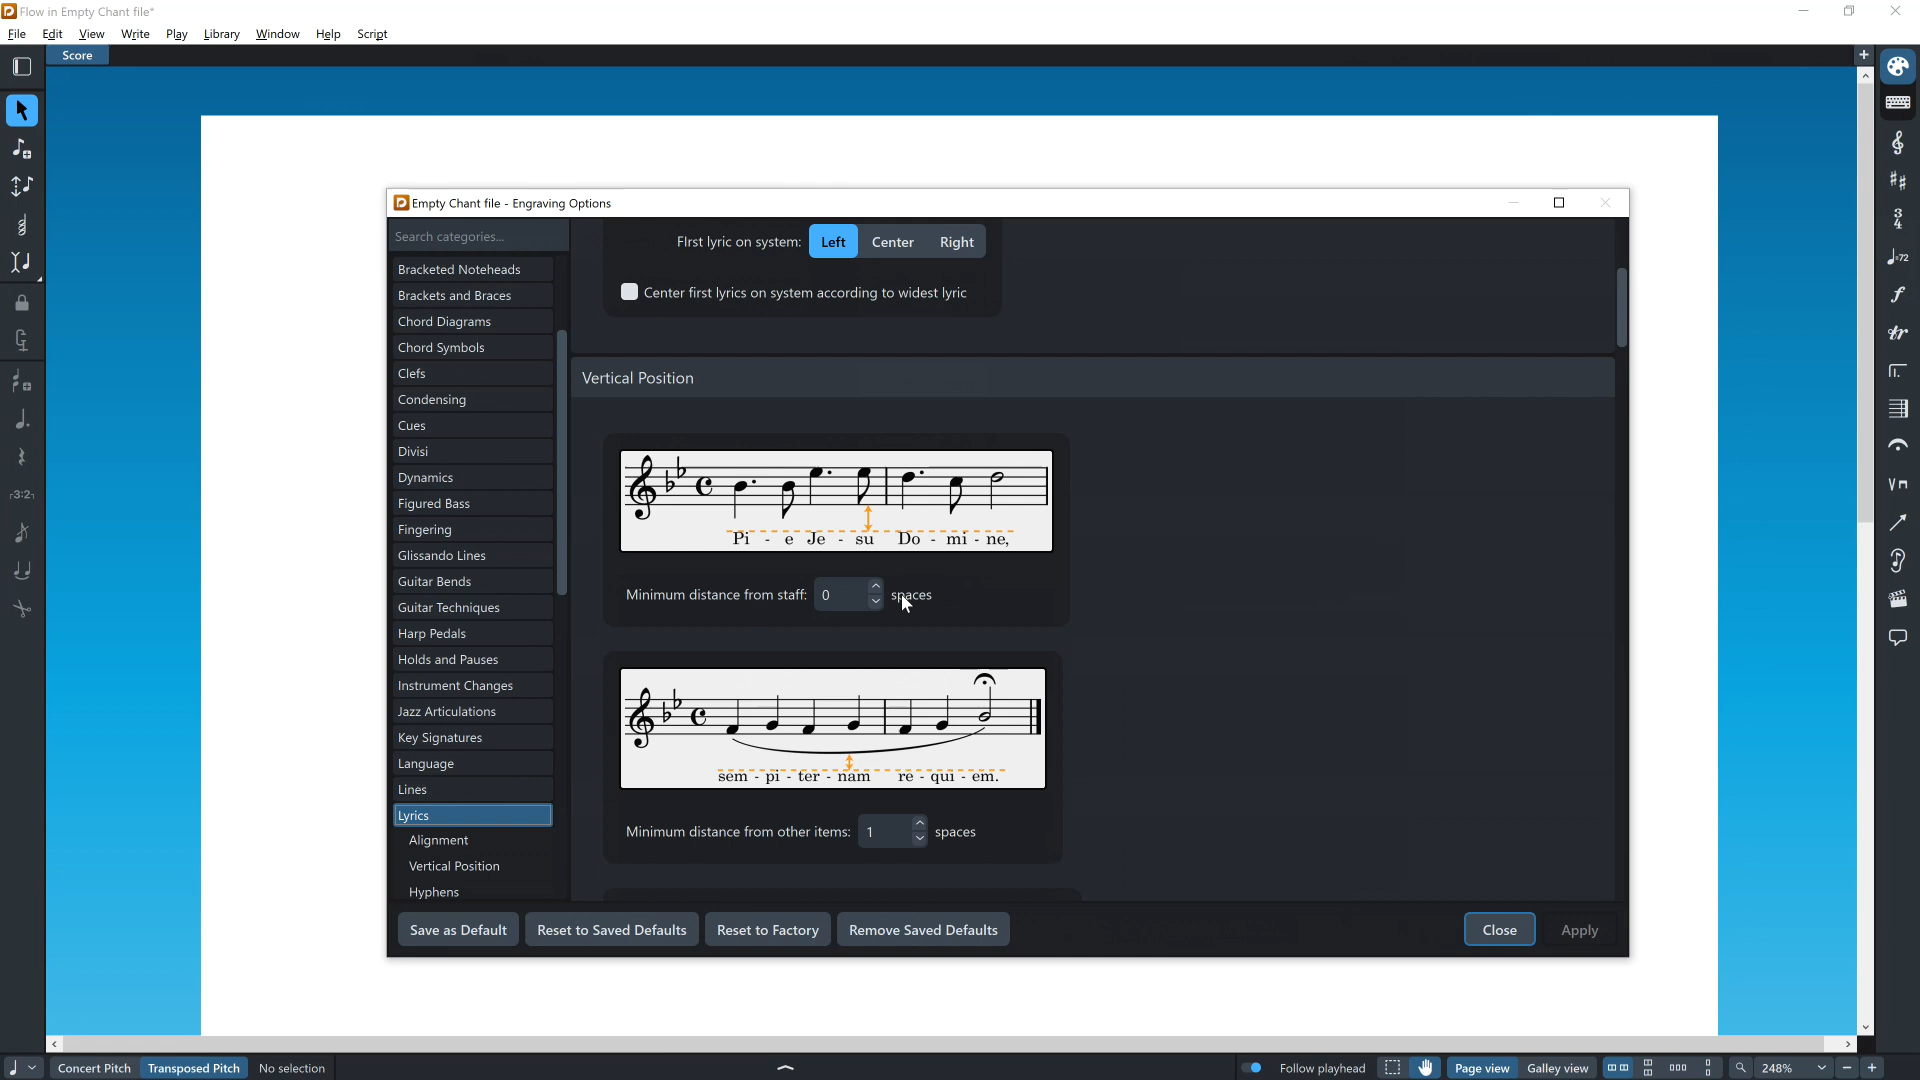 Flow in Empty Chant file*
File Edit View Write Play Library Window Help Script
Score
Empty Chant file - Engraving Options
Search categories...
Bracketed Noteheads
Brackets and Braces
Chord Diagrams
Chord Symbols
Clefs
Condensing
Cues
Divisi
Dynamics
Figured Bass
Fingering
Glissando Lines
Guitar Bends
Guitar Techniques
Harp Pedals
Holds and Pauses
Instrument Changes
Jazz Articulations
Key Signatures
Language
Lines
Lyrics
Alignment
Vertical Position
Hyphens
FIrst lyric on system: Left Center Right
Center first lyrics on system according to widest lyric
Vertical Position
Pi - e Je - su Do - mi - ne,
Minimum distance from staff: 0 spaces
sem - pi - ter - nam re - qui - em.
Minimum distance from other items: 1 spaces
Save as Default Reset to Saved Defaults Reset to Factory Remove Saved Defaults Close Apply
Concert Pitch Transposed Pitch No selection Follow playhead Page view Galley view 248%